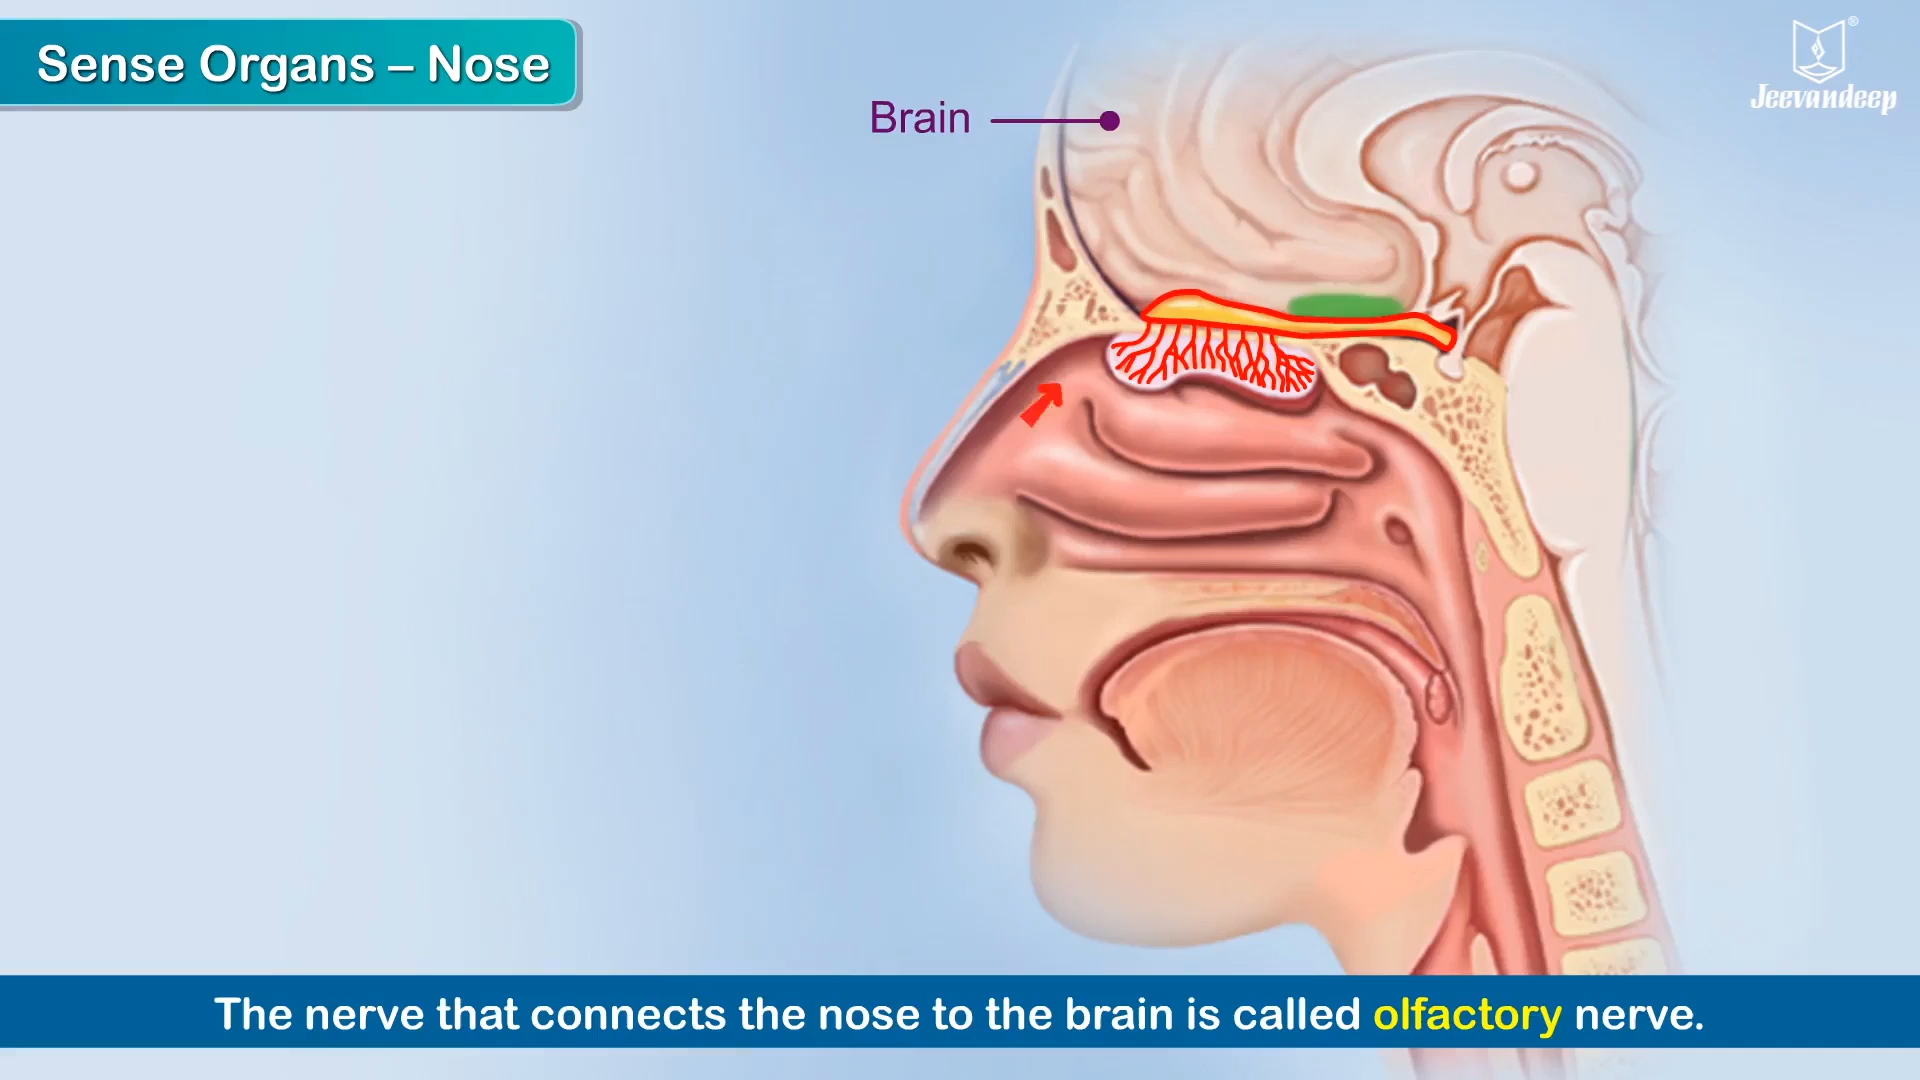 Sense Organs – Nose
®
Jeevandeep
Brain
The nerve that connects the nose to the brain is called olfactory nerve.